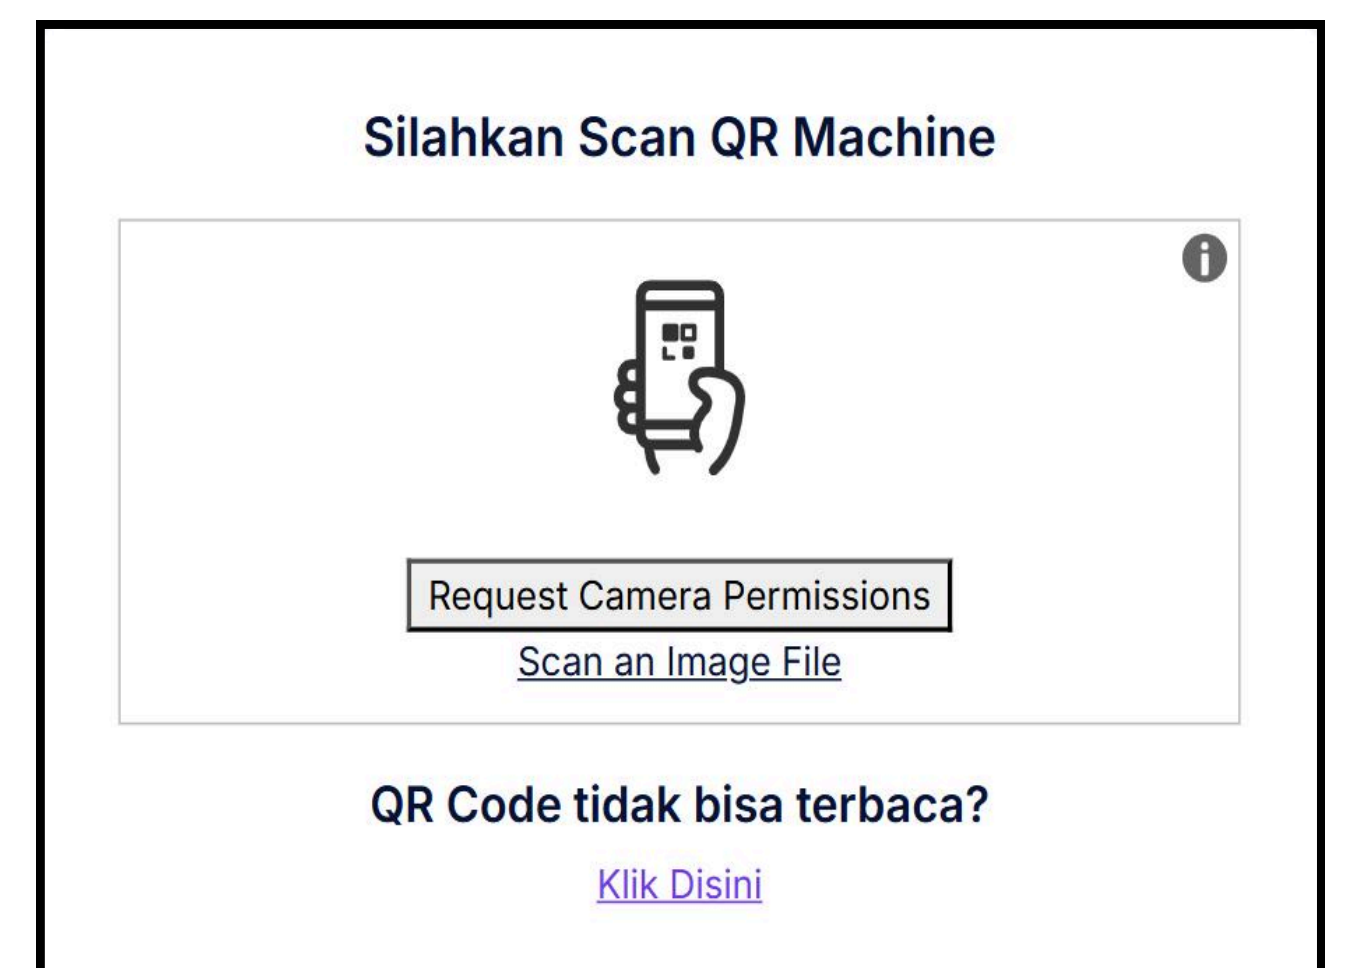 Silahkan Scan QR Machine
Request Camera Permissions
Scan an Image File
QR Code tidak bisa terbaca?
Klik Disini